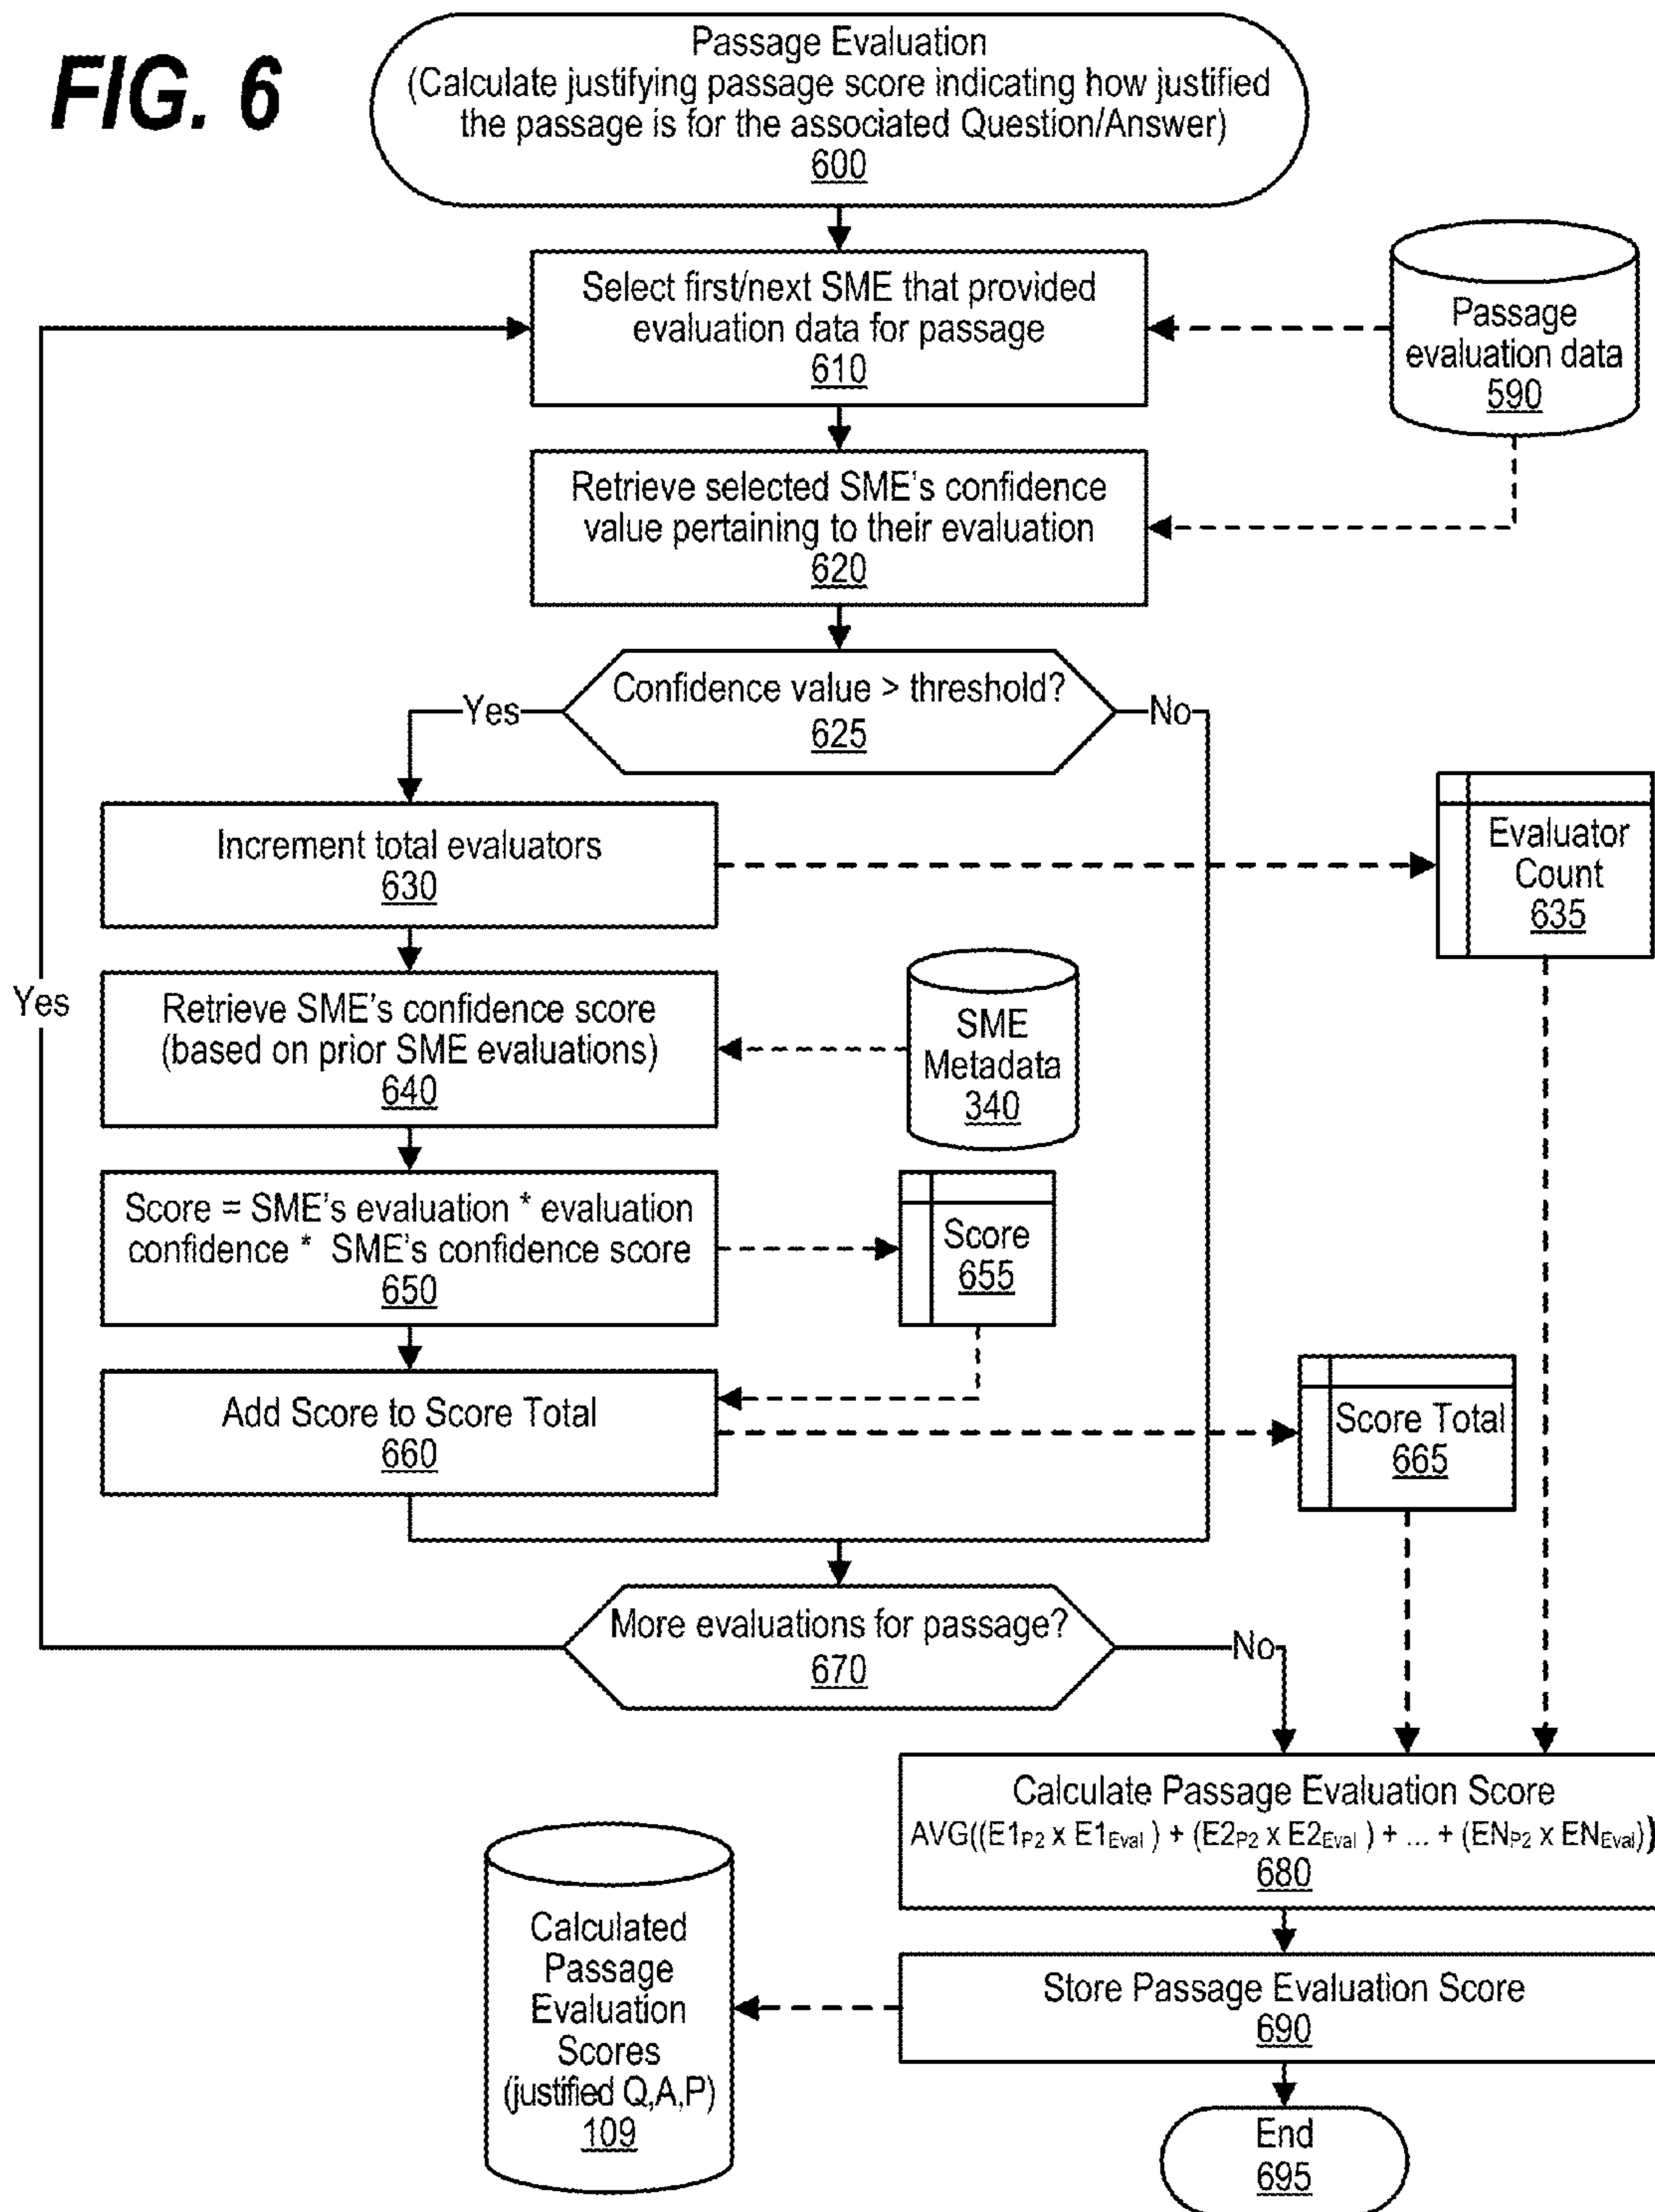 FIG. 6
Passage Evaluation
(Calculate justifying passage score indicating how justified
the passage is for the associated Question/Answer)
600
Select first/next SME that provided
evaluation data for passage
610
Passage
evaluation data
590
Retrieve selected SME's confidence
value pertaining to their evaluation
620
Confidence value > threshold?
625
Yes
No
Increment total evaluators
630
Evaluator
Count
635
Yes
Retrieve SME's confidence score
(based on prior SME evaluations)
640
SME
Metadata
340
Score = SME's evaluation * evaluation
confidence * SME's confidence score
650
Score
655
Add Score to Score Total
660
Score Total
665
More evaluations for passage?
670
No
Calculate Passage Evaluation Score
AVG((E1P2 x E1Eval ) + (E2P2 x E2Eval ) + ... + (ENP2 x ENEval))
680
Calculated
Passage
Evaluation
Scores
(justified Q,A,P)
109
Store Passage Evaluation Score
690
End
695